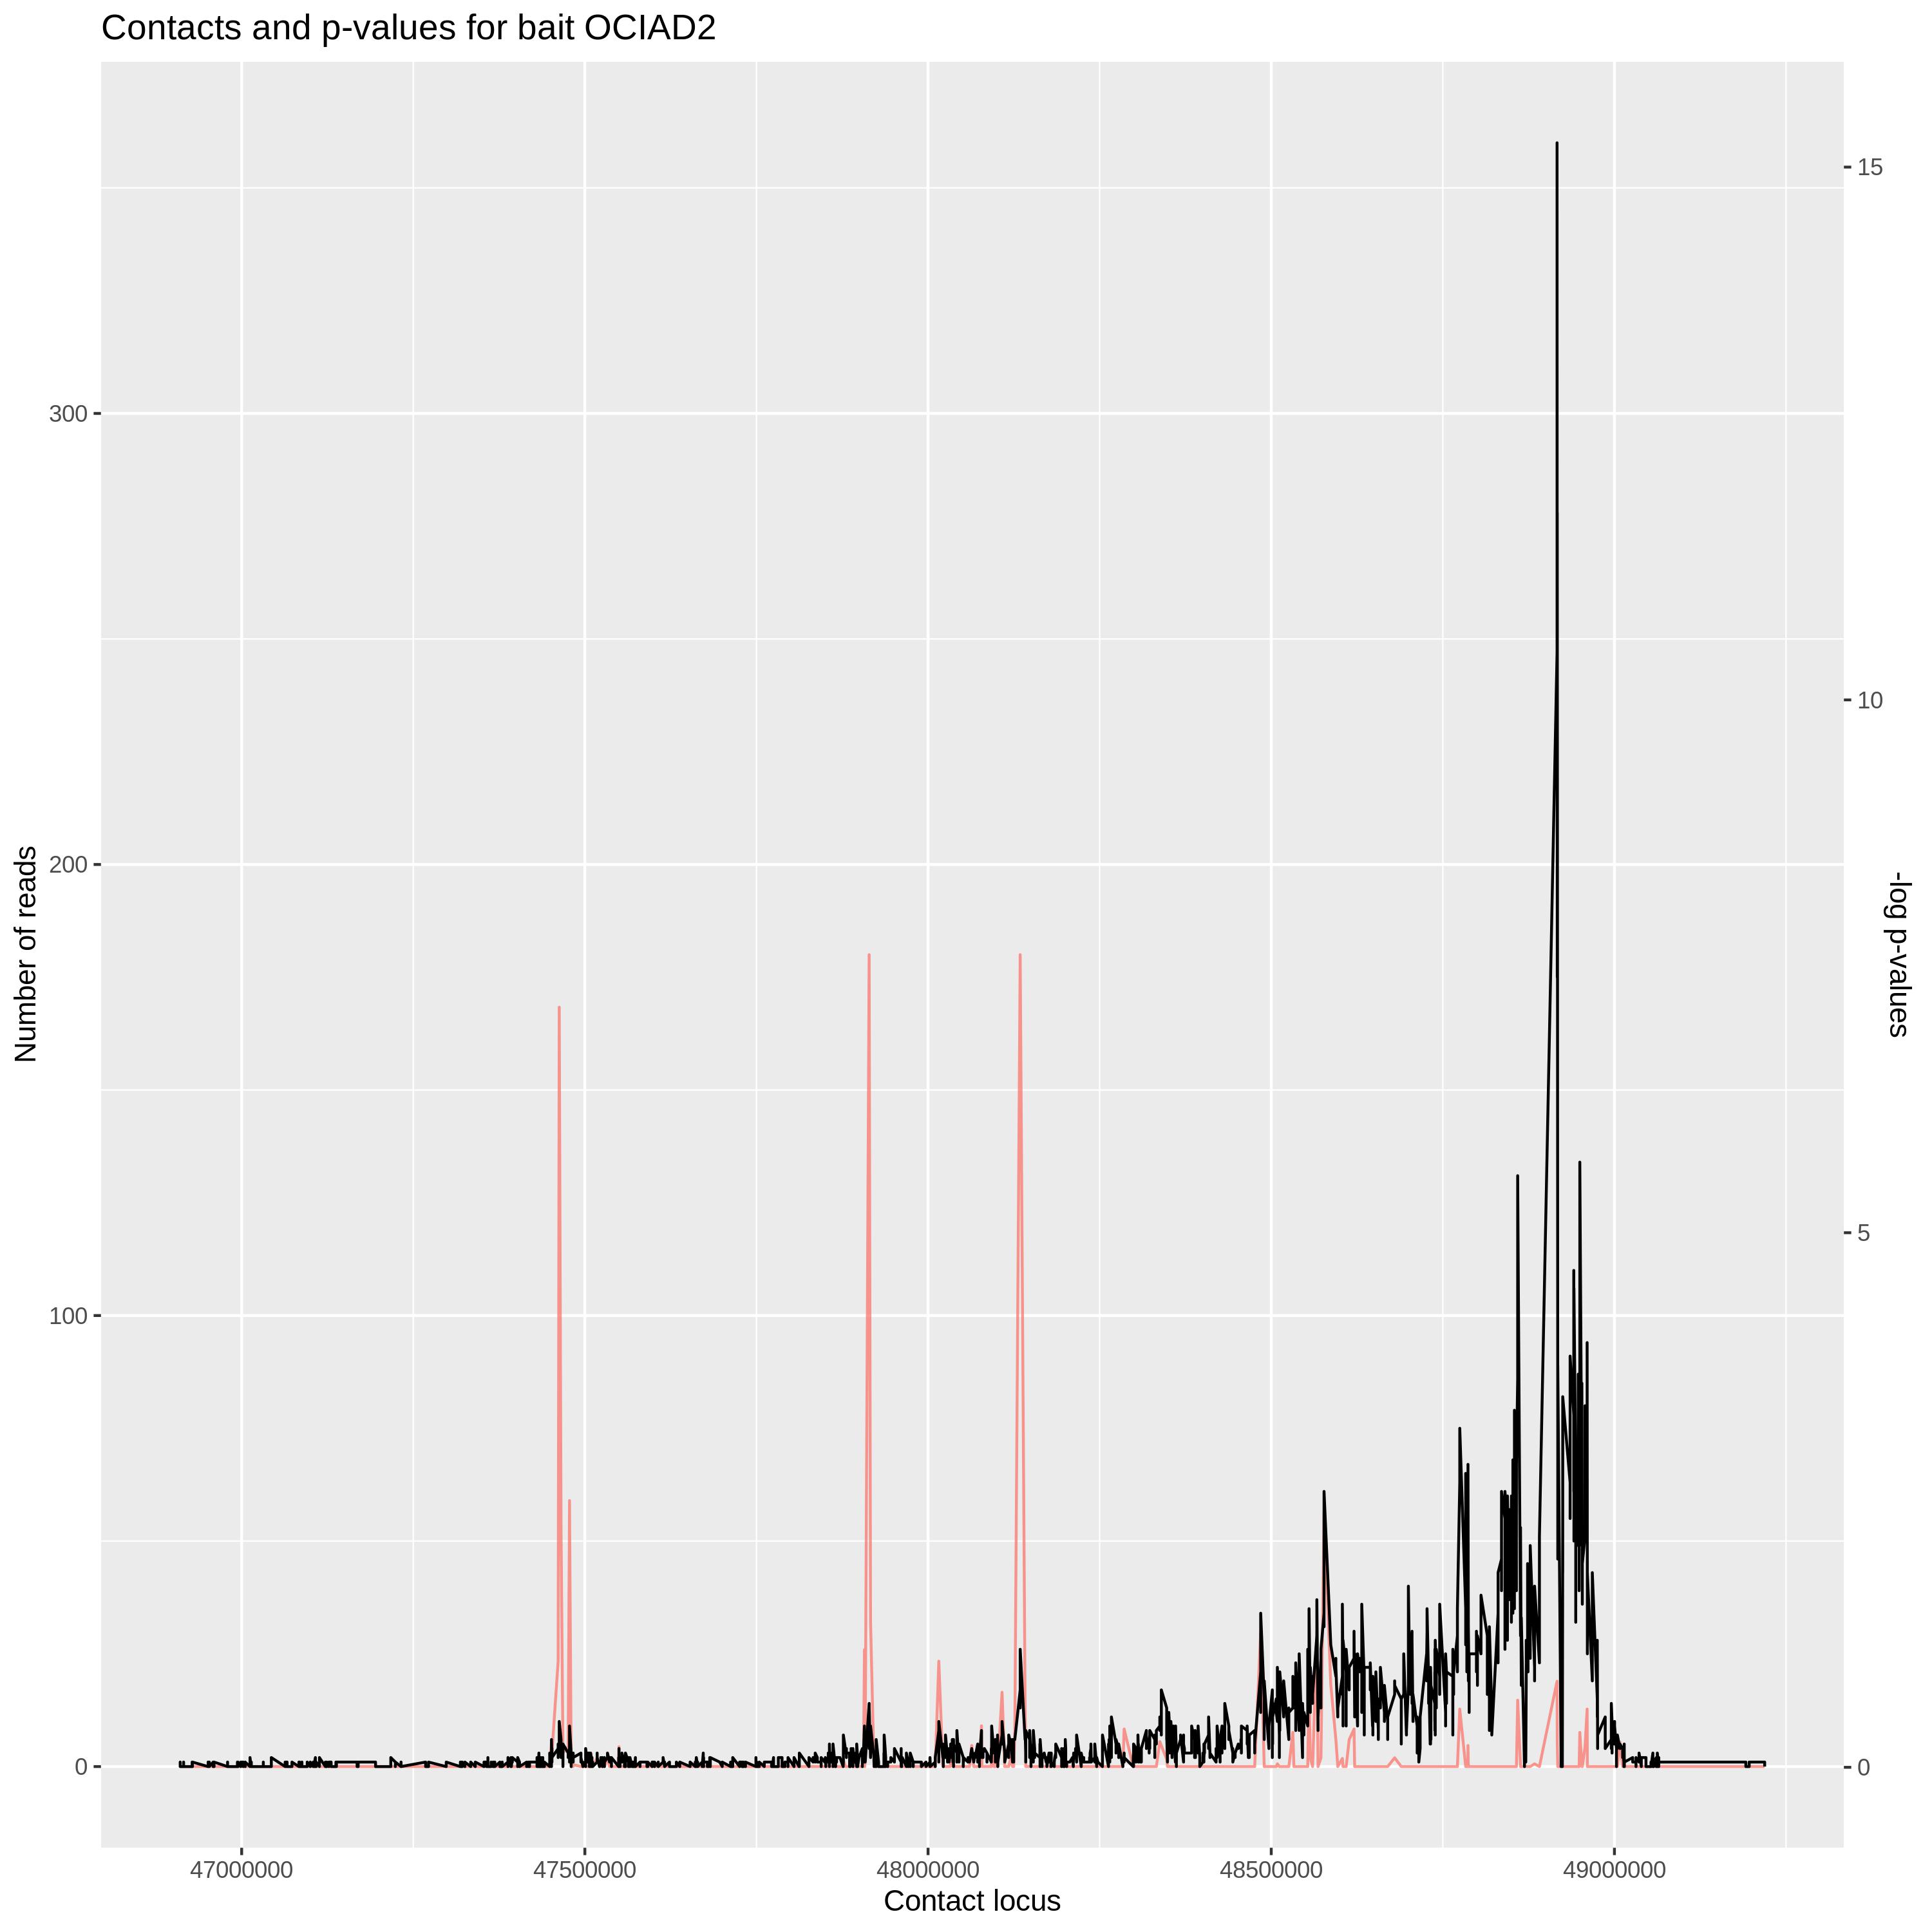 Contacts and p-values for bait OCIAD2
300
200
100
0
Number of reads
15
10
5
0
-log p-values
47000000 47500000 48000000 48500000 49000000
Contact locus